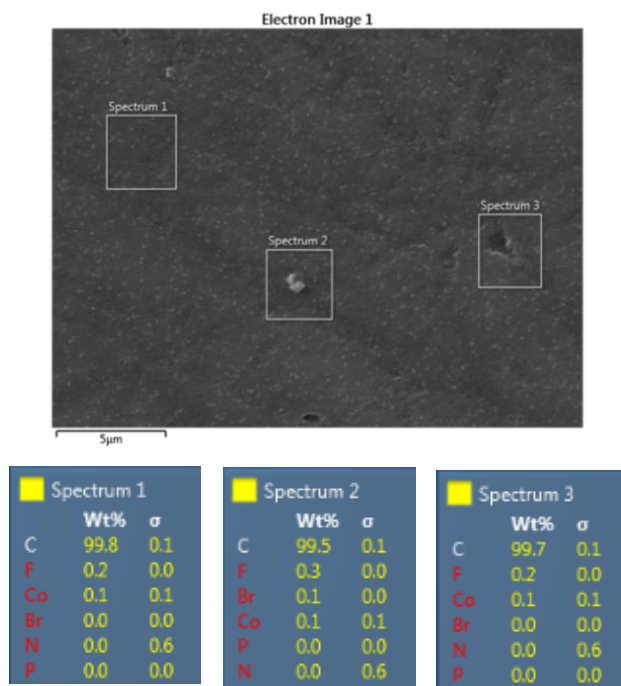 Electron Image 1
Spectrum 1
Spectrum 3
Spectrum 2
5µm
Spectrum 1
Wt% σ
C 99.8 0.1
F 0.2 0.0
Co 0.1 0.1
Br 0.0 0.0
N 0.0 0.6
P 0.0 0.0
Spectrum 2
Wt% σ
C 99.5 0.1
F 0.3 0.0
Br 0.1 0.0
Co 0.1 0.1
P 0.0 0.0
N 0.0 0.6
Spectrum 3
Wt% σ
C 99.7 0.1
F 0.2 0.0
Co 0.1 0.1
Br 0.0 0.0
N 0.0 0.6
P 0.0 0.0